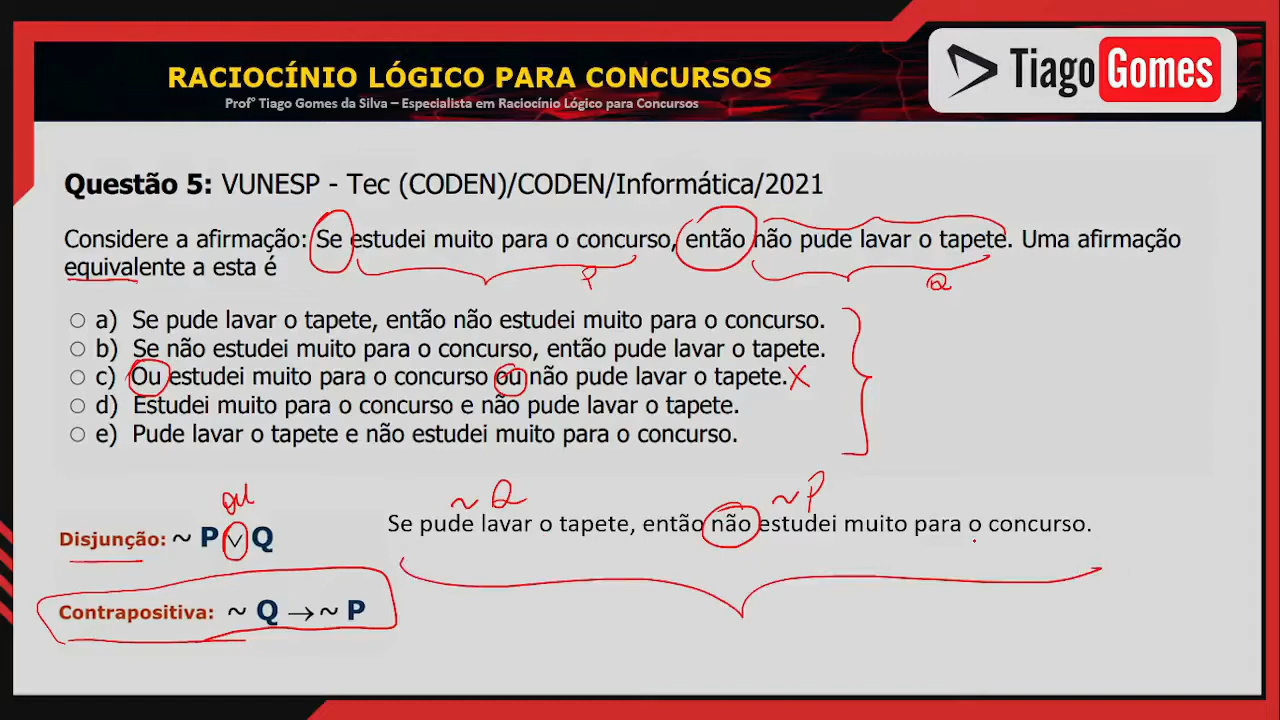 RACIOCÍNIO LÓGICO PARA CONCURSOS
Prof° Tiago Gomes da Silva – Especialista em Raciocínio Lógico para Concursos
Tiago Gomes
Questão 5: VUNESP - Tec (CODEN)/CODEN/Informática/2021
Considere a afirmação: Se estudei muito para o concurso, então não pude lavar o tapete. Uma afirmação
equivalente a esta é
P
Q
a) Se pude lavar o tapete, então não estudei muito para o concurso.
b) Se não estudei muito para o concurso, então pude lavar o tapete.
c) Ou estudei muito para o concurso ou não pude lavar o tapete. X
d) Estudei muito para o concurso e não pude lavar o tapete.
e) Pude lavar o tapete e não estudei muito para o concurso.
~ Q
~ P
Se pude lavar o tapete, então não estudei muito para o concurso.
ou
Disjunção: ~ P ∨ Q
Contrapositiva: ~ Q → ~ P